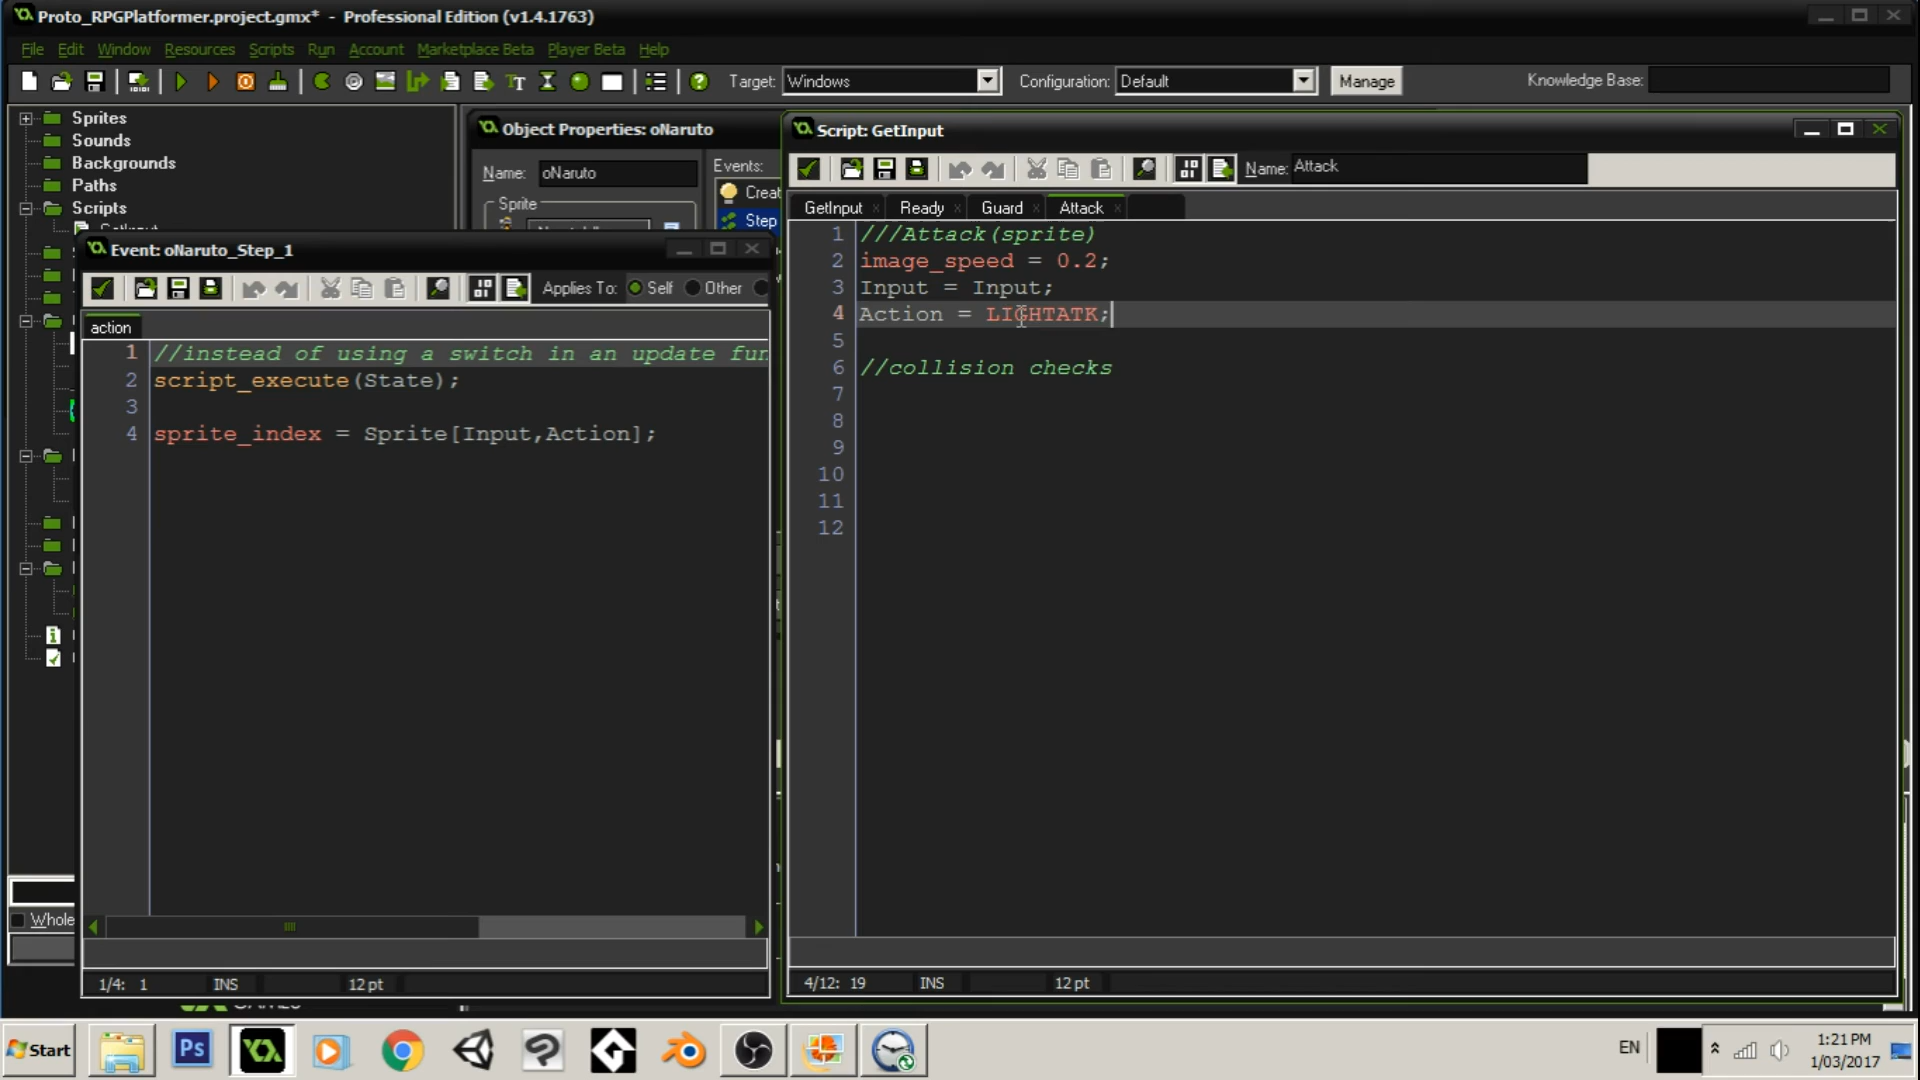 Proto_RPGPlatformer.project.gmx* - Professional Edition (v1.4.1763)
File Edit Window Resources Scripts Run Account Marketplace Beta Player Beta Help
Target: Windows Configuration: Default Manage Knowledge Base:
Sprites
Sounds
Backgrounds
Paths
Scripts
Object Properties: oNaruto
Name: oNaruto
Sprite
Events:
Step
Event: oNaruto_Step_1
Applies To: Self Other
action
1 //instead of using a switch in an update fun
2 script_execute(State);
3
4 sprite_index = Sprite[Input,Action];
1/4: 1 INS 12 pt
Whole
Script: GetInput
Name: Attack
GetInput × Ready × Guard × Attack ×
1 ///Attack(sprite)
2 image_speed = 0.2;
3 Input = Input;
4 Action = LIGHTATK;
5
6 //collision checks
7
8
9
10
11
12
4/12: 19 INS 12 pt
Start
Ps
EN
1:21 PM
1/03/2017